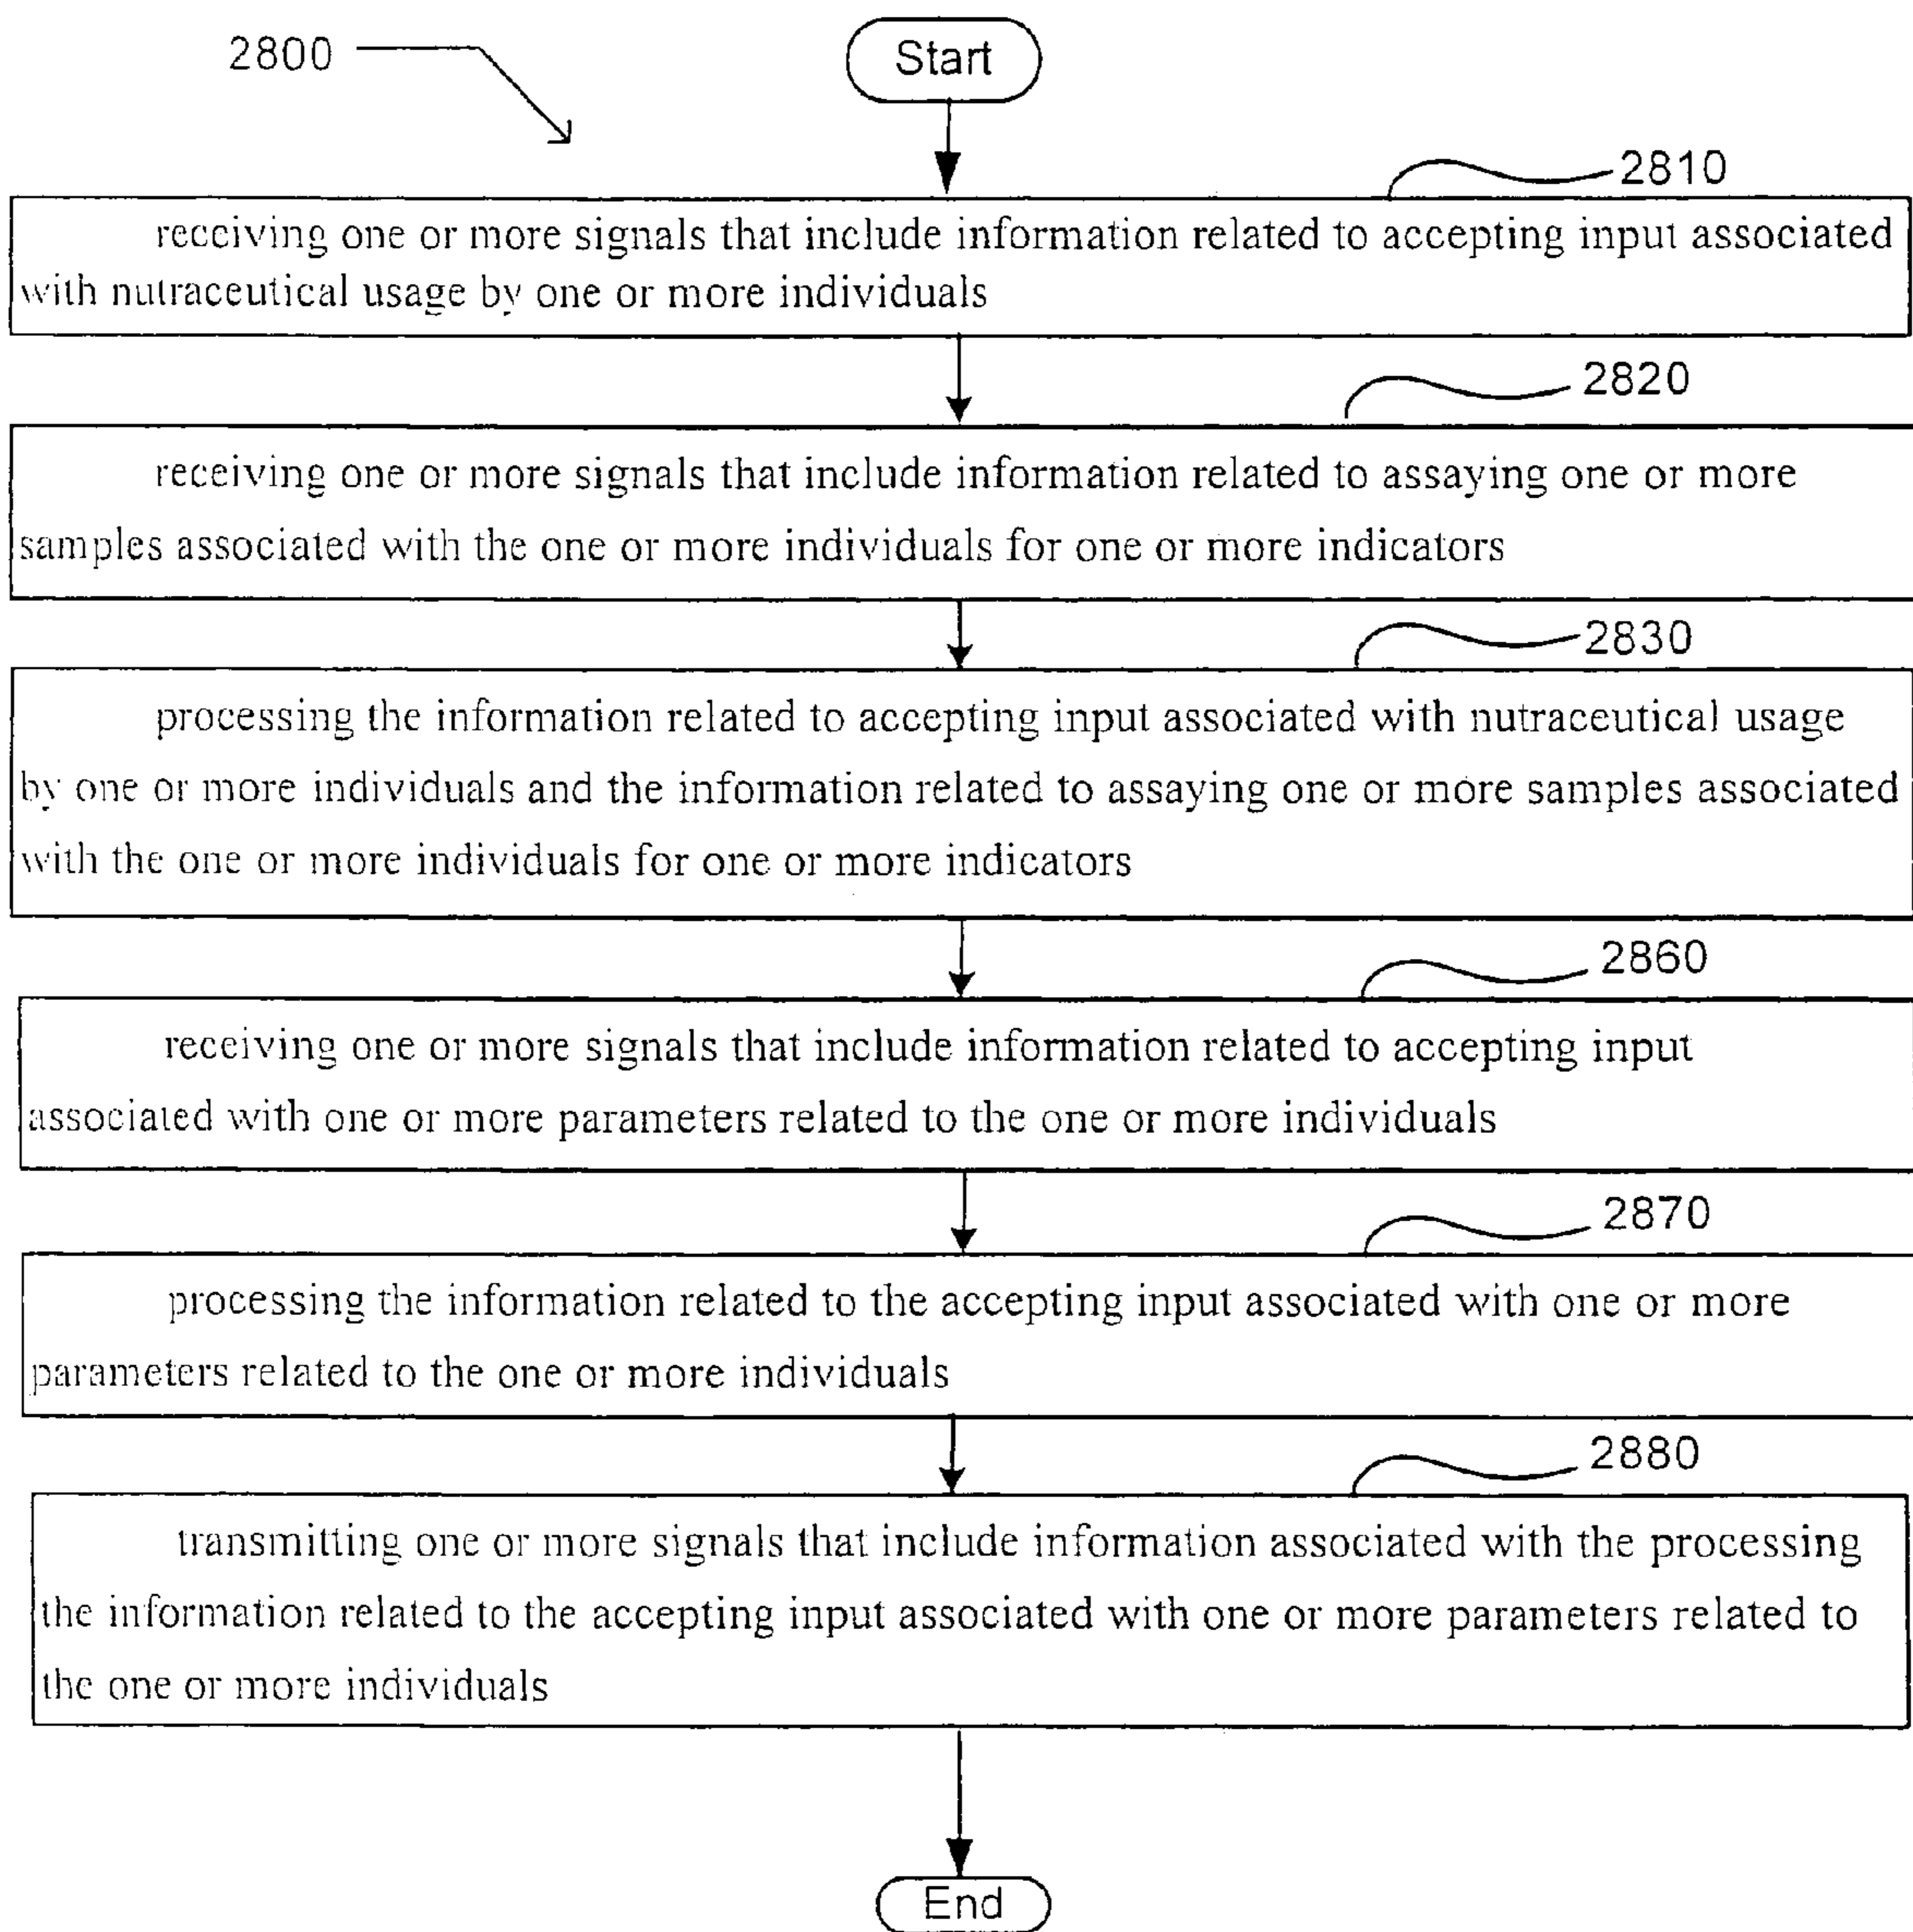 2800
Start
2810
receiving one or more signals that include information related to accepting input associated
with nutraceutical usage by one or more individuals
2820
receiving one or more signals that include information related to assaying one or more
samples associated with the one or more individuals for one or more indicators
2830
processing the information related to accepting input associated with nutraceutical usage
by one or more individuals and the information related to assaying one or more samples associated
with the one or more individuals for one or more indicators
2860
receiving one or more signals that include information related to accepting input
associated with one or more parameters related to the one or more individuals
2870
processing the information related to the accepting input associated with one or more
parameters related to the one or more individuals
2880
transmitting one or more signals that include information associated with the processing
the information related to the accepting input associated with one or more parameters related to
the one or more individuals
End